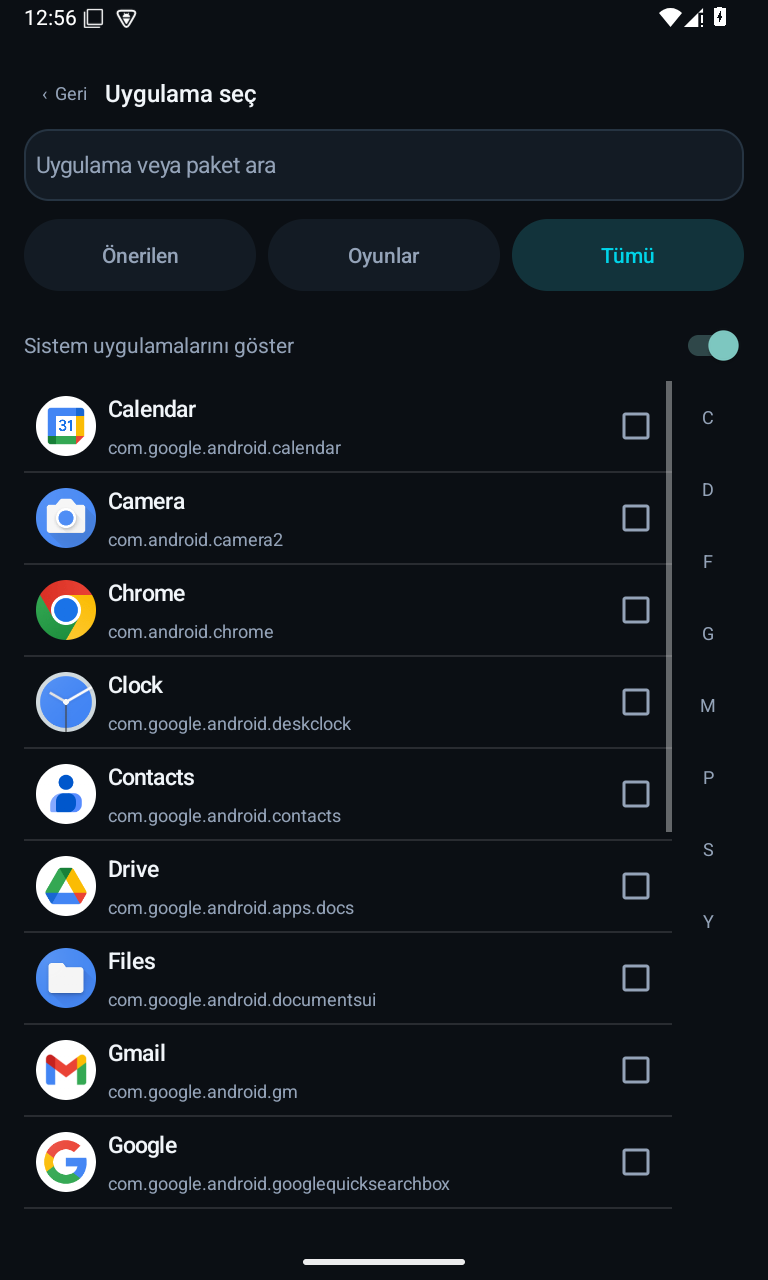 12:56
‹ Geri Uygulama seç
Uygulama veya paket ara
Önerilen Oyunlar Tümü
Sistem uygulamalarını göster
31
Calendar
com.google.android.calendar
Camera
com.android.camera2
Chrome
com.android.chrome
Clock
com.google.android.deskclock
Contacts
com.google.android.contacts
Drive
com.google.android.apps.docs
Files
com.google.android.documentsui
Gmail
com.google.android.gm
Google
com.google.android.googlequicksearchbox
C
D
F
G
M
P
S
Y